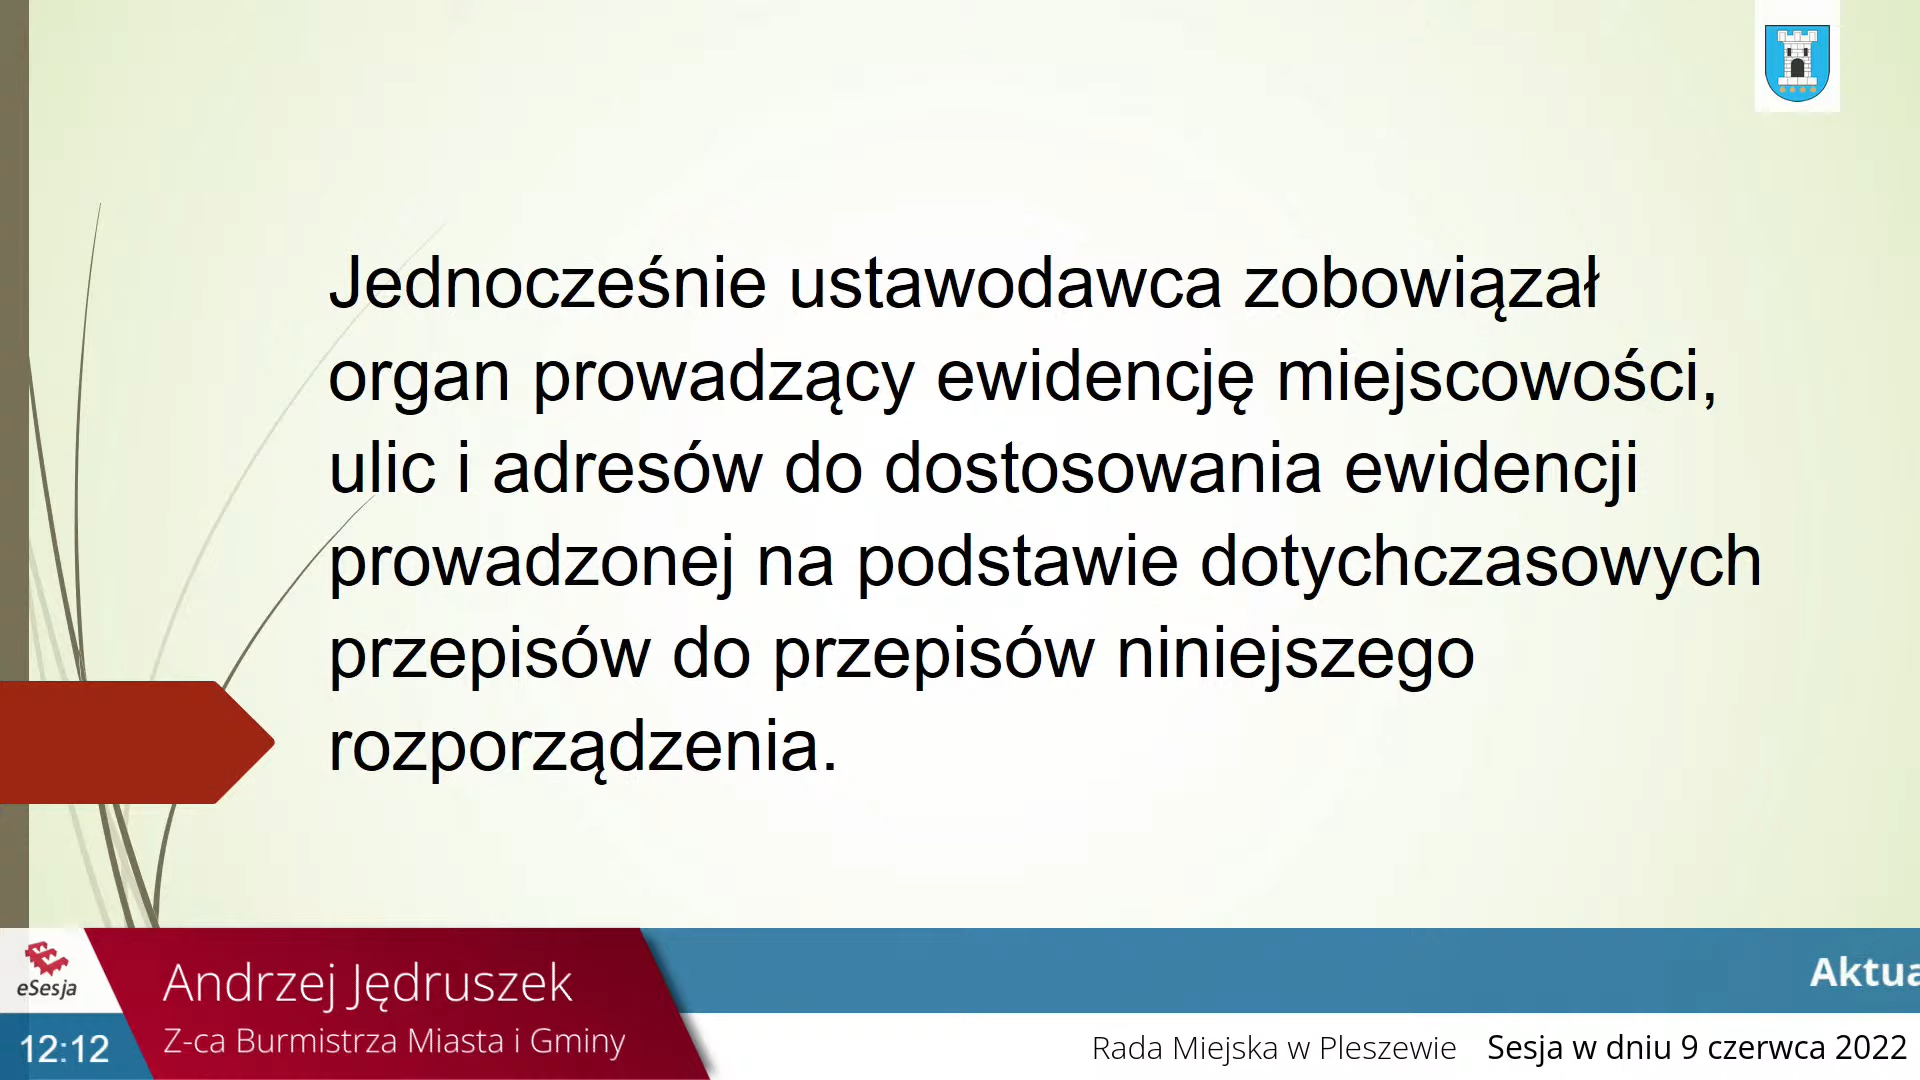 Jednocześnie ustawodawca zobowiązał
organ prowadzący ewidencję miejscowości,
ulic i adresów do dostosowania ewidencji
prowadzonej na podstawie dotychczasowych
przepisów do przepisów niniejszego
rozporządzenia.
eSesja
Andrzej Jędruszek
Z-ca Burmistrza Miasta i Gminy
12:12
Aktua
Rada Miejska w Pleszewie Sesja w dniu 9 czerwca 2022